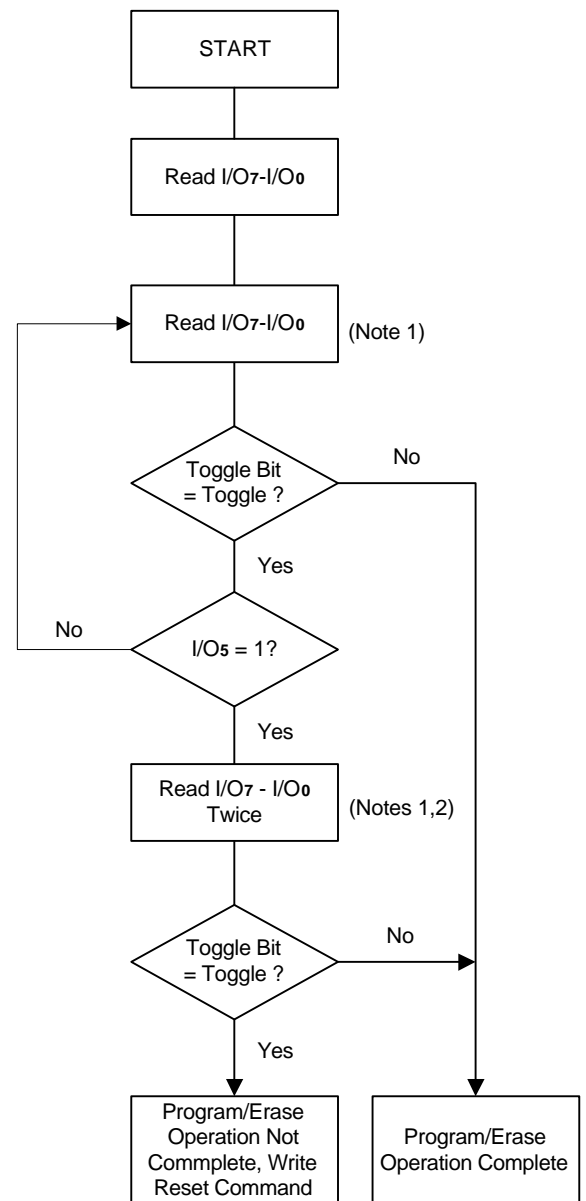 START
Read I/O7-I/O0
Read I/O7-I/O0
(Note 1)
Toggle Bit
= Toggle ?
No
Yes
No
I/O5 = 1?
Yes
Read I/O7 - I/O0
Twice
(Notes 1,2)
Toggle Bit
= Toggle ?
No
Yes
Program/Erase
Operation Not
Commplete, Write
Reset Command
Program/Erase
Operation Complete